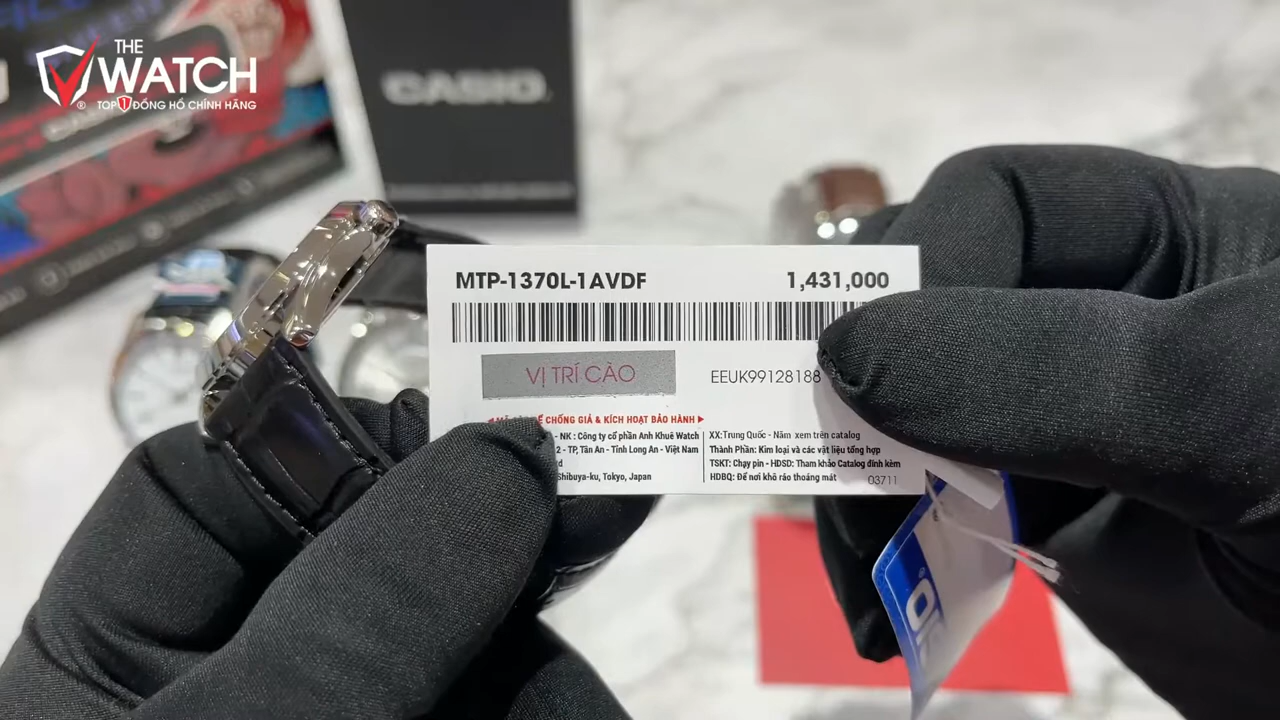 THE
WATCH
®
TOP 1 ĐỒNG HỒ CHÍNH HÃNG
CASIO
MTP-1370L-1AVDF 1,431,000
VỊ TRÍ CÀO EEUK99128188
CHỐNG GIẢ & KÍCH HOẠT BẢO HÀNH
- NK : Công ty cổ phần Anh Khuê Watch
2 - TP, Tân An - Tỉnh Long An - Việt Nam
Shibuya-ku, Tokyo, Japan
XX:Trung Quốc - Năm xem trên catalog
Thành Phần: Kim loại và các vật liệu tổng hợp
TSKT: Chạy pin - HDSD: Tham khảo Catalog đính kèm
HDBQ: Để nơi khô ráo thoáng mát 03711